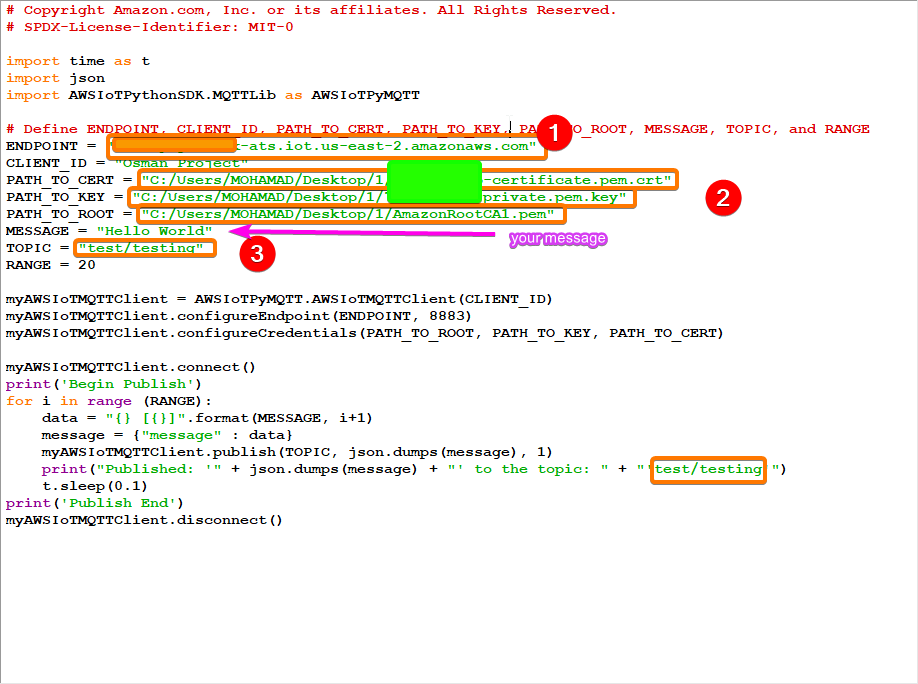 # Copyright Amazon.com, Inc. or its affiliates. All Rights Reserved.
# SPDX-License-Identifier: MIT-0
import time as t
import json
import AWSIoTPythonSDK.MQTTLib as AWSIoTPyMQTT
# Define ENDPOINT, CLIENT_ID, PATH_TO_CERT, PATH_TO_KEY, PATH_TO_ROOT, MESSAGE, TOPIC, and RANGE
1
ENDPOINT = "t-ats.iot.us-east-2.amazonaws.com"
CLIENT_ID = "Osman Project"
PATH_TO_CERT = "C:/Users/MOHAMAD/Desktop/1/-certificate.pem.crt"
2
PATH_TO_KEY = "C:/Users/MOHAMAD/Desktop/1/private.pem.key"
PATH_TO_ROOT = "C:/Users/MOHAMAD/Desktop/1/AmazonRootCA1.pem"
MESSAGE = "Hello World"
your message
TOPIC = "test/testing"
3
RANGE = 20
myAWSIoTMQTTClient = AWSIoTPyMQTT.AWSIoTMQTTClient(CLIENT_ID)
myAWSIoTMQTTClient.configureEndpoint(ENDPOINT, 8883)
myAWSIoTMQTTClient.configureCredentials(PATH_TO_ROOT, PATH_TO_KEY, PATH_TO_CERT)
myAWSIoTMQTTClient.connect()
print('Begin Publish')
for i in range (RANGE):
data = "{} [{}]".format(MESSAGE, i+1)
message = {"message" : data}
myAWSIoTMQTTClient.publish(TOPIC, json.dumps(message), 1)
print("Published: '" + json.dumps(message) + "' to the topic: " + "'test/testing'")
t.sleep(0.1)
print('Publish End')
myAWSIoTMQTTClient.disconnect()